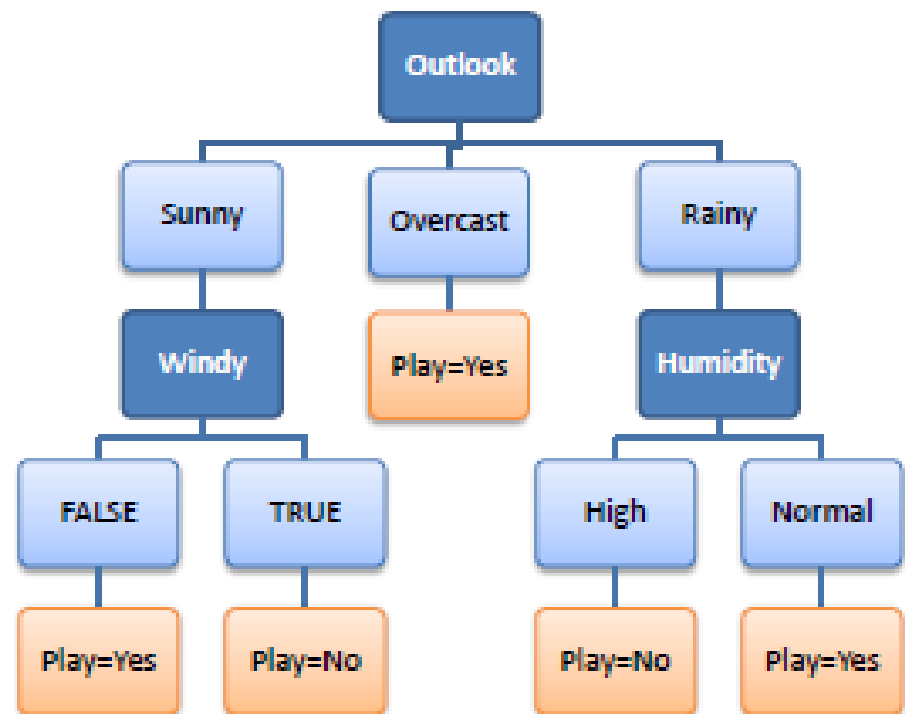 Outlook
Sunny
Overcast
Rainy
Windy
Play=Yes
Humidity
FALSE
TRUE
High
Normal
Play=Yes
Play=No
Play=No
Play=Yes